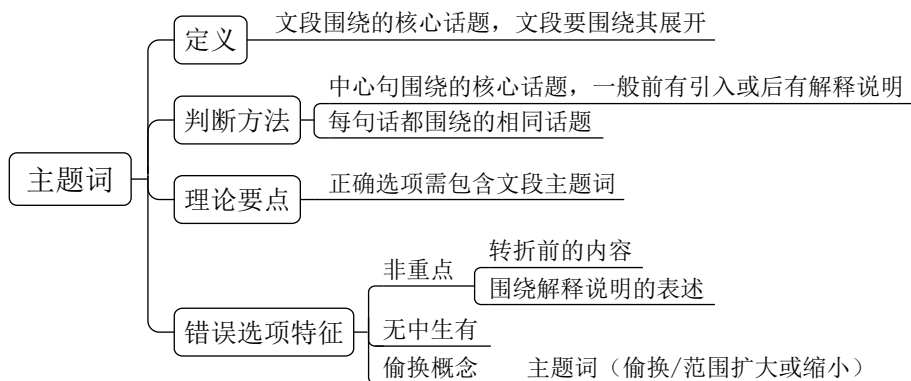 主题词
定义
文段围绕的核心话题，文段要围绕其展开
判断方法
中心句围绕的核心话题，一般前有引入或后有解释说明
每句话都围绕的相同话题
理论要点
正确选项需包含文段主题词
错误选项特征
非重点
转折前的内容
围绕解释说明的表述
无中生有
偷换概念 主题词（偷换/范围扩大或缩小）